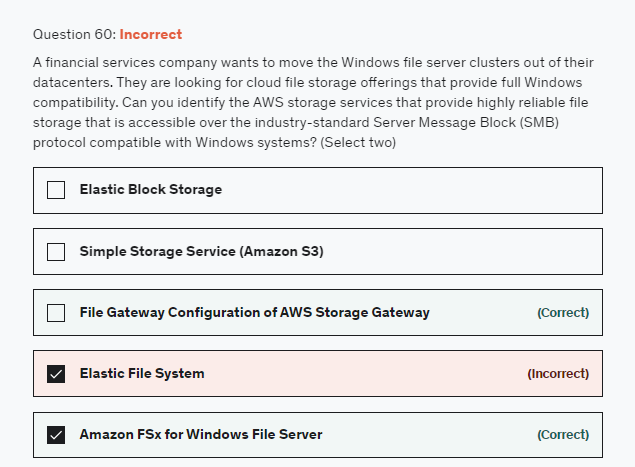 Question 60: Incorrect
A financial services company wants to move the Windows file server clusters out of their
datacenters. They are looking for cloud file storage offerings that provide full Windows
compatibility. Can you identify the AWS storage services that provide highly reliable file
storage that is accessible over the industry-standard Server Message Block (SMB)
protocol compatible with Windows systems? (Select two)
Elastic Block Storage
Simple Storage Service (Amazon S3)
File Gateway Configuration of AWS Storage Gateway (Correct)
Elastic File System (Incorrect)
Amazon FSx for Windows File Server (Correct)